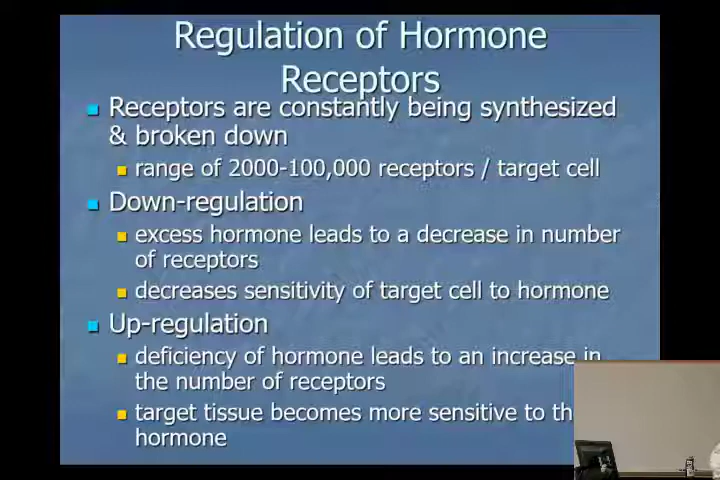 Regulation of Hormone
Receptors
Receptors are constantly being synthesized
& broken down
range of 2000-100,000 receptors / target cell
Down-regulation
excess hormone leads to a decrease in number
of receptors
decreases sensitivity of target cell to hormone
Up-regulation
deficiency of hormone leads to an increase in
the number of receptors
target tissue becomes more sensitive to th
hormone